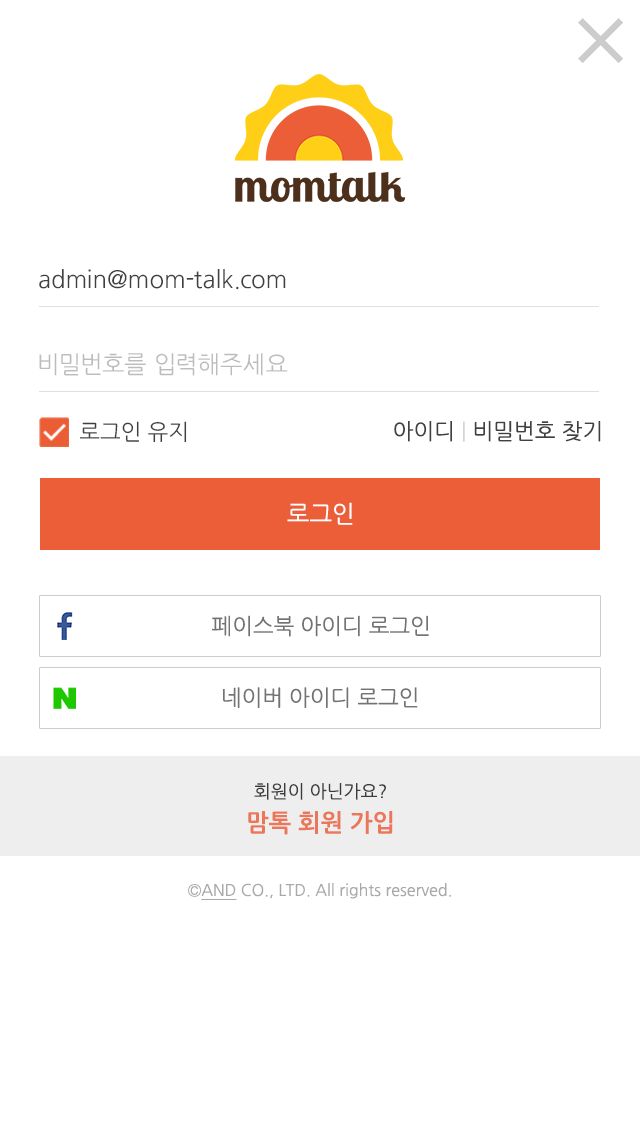 momtalk
admin@mom-talk.com
비밀번호를 입력해주세요
로그인 유지
아이디 | 비밀번호 찾기
로그인
페이스북 아이디 로그인
네이버 아이디 로그인
회원이 아닌가요?
맘톡 회원 가입
©AND CO., LTD. All rights reserved.